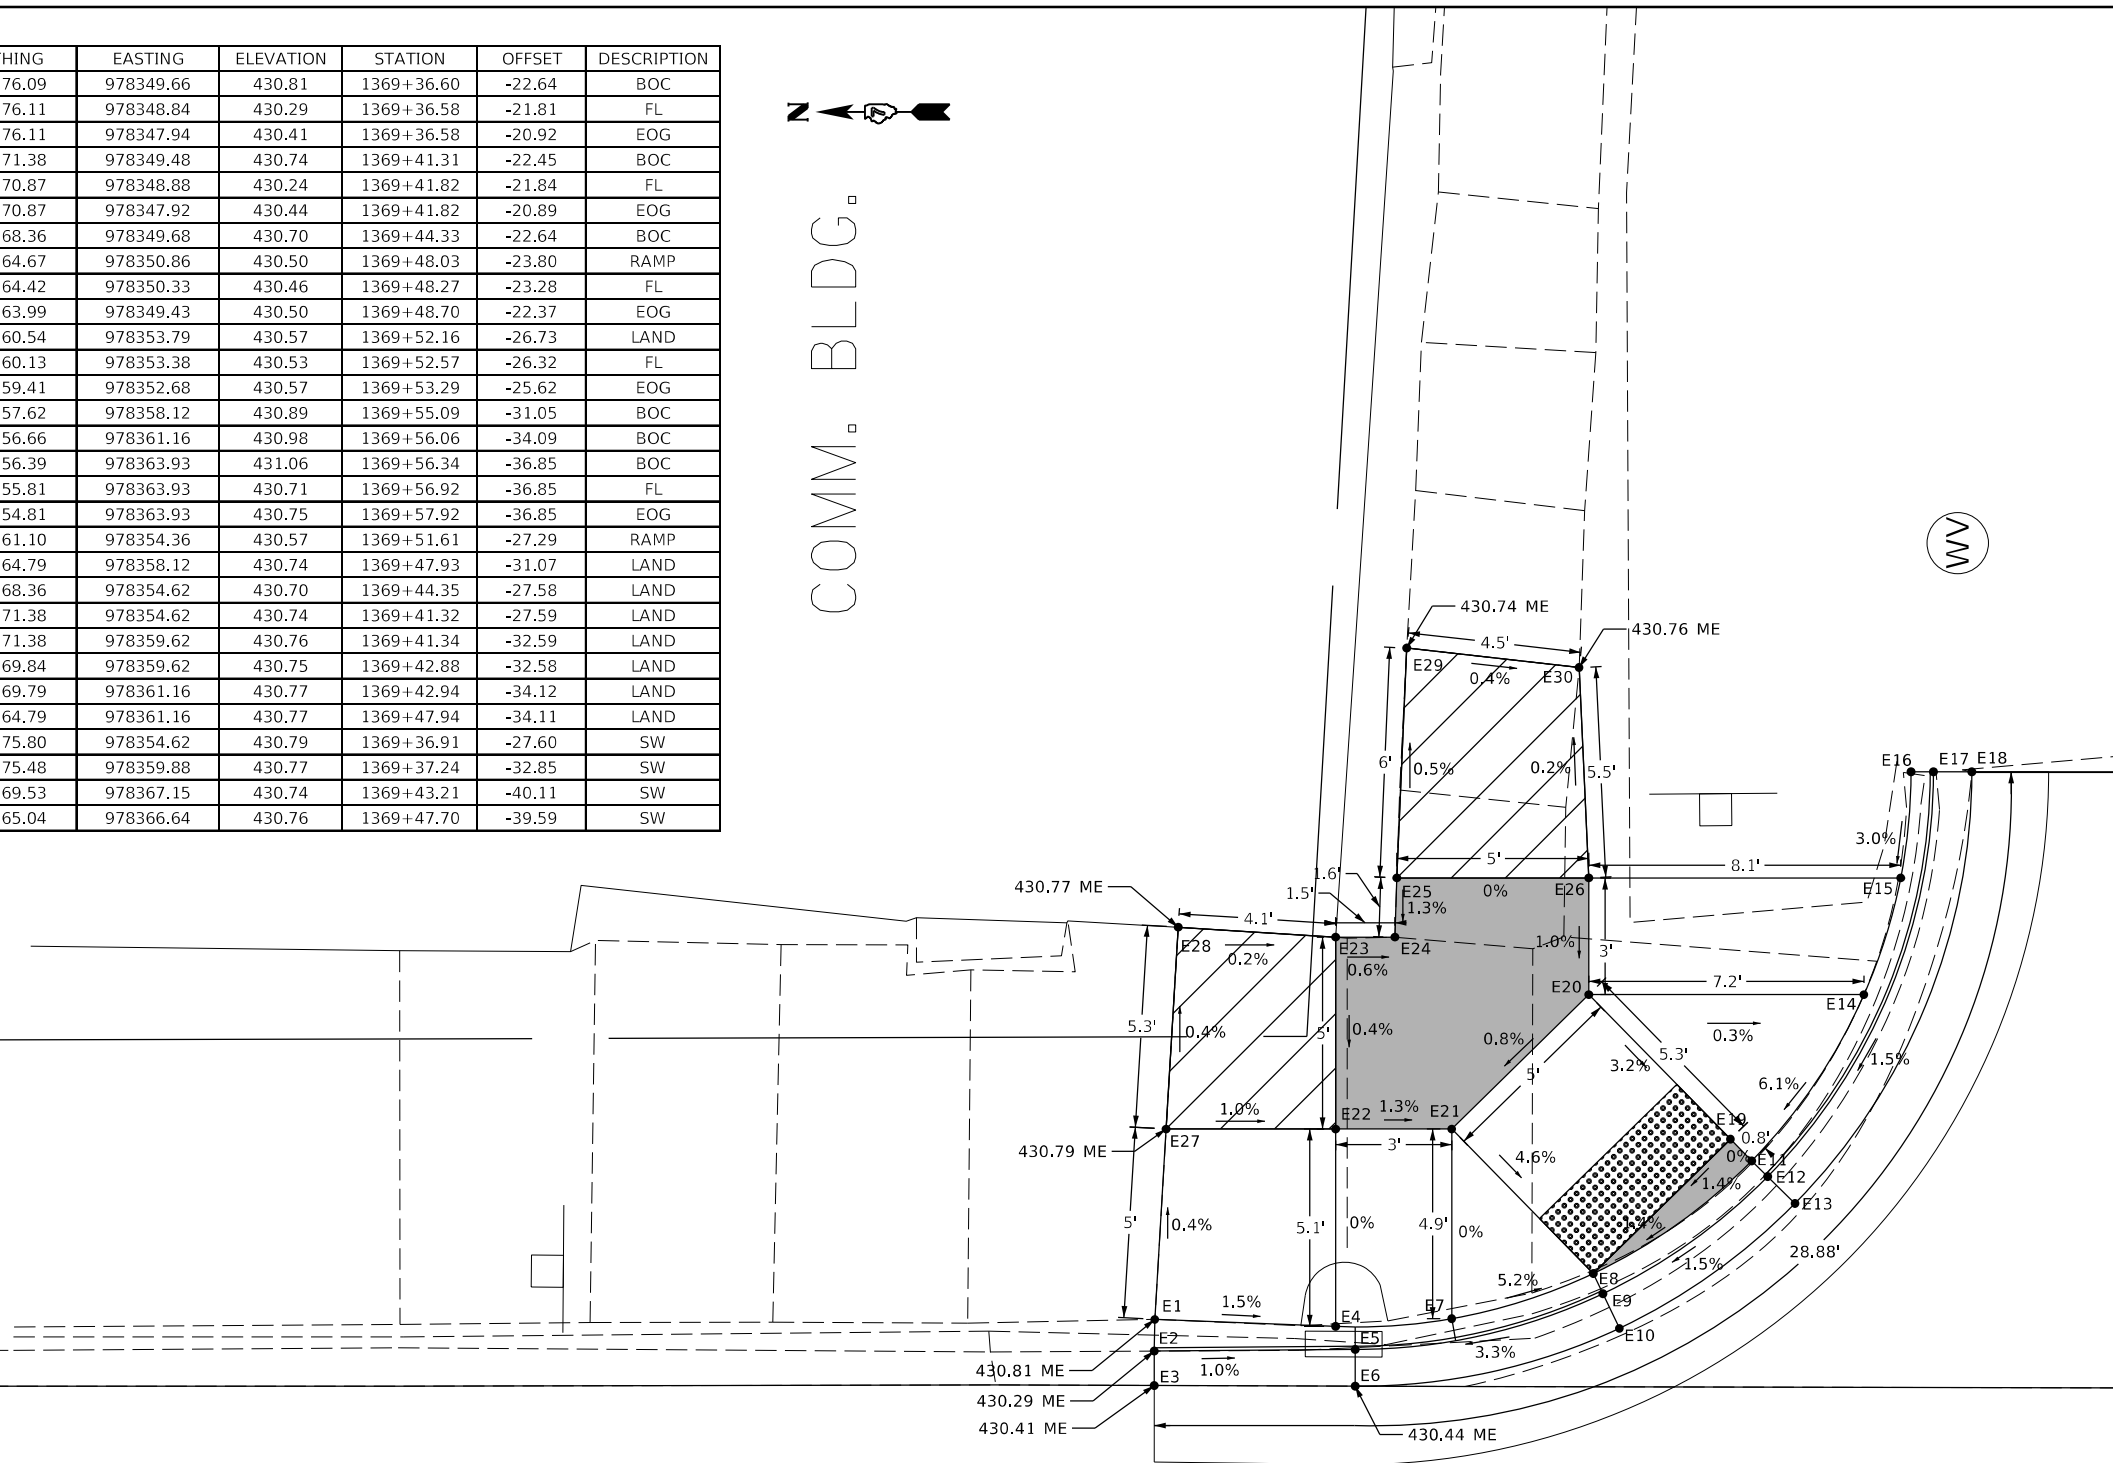 HING EASTING ELEVATION STATION OFFSET DESCRIPTION
76.09 978349.66 430.81 1369+36.60 -22.64 BOC
76.11 978348.84 430.29 1369+36.58 -21.81 FL
76.11 978347.94 430.41 1369+36.58 -20.92 EOG
71.38 978349.48 430.74 1369+41.31 -22.45 BOC
70.87 978348.88 430.24 1369+41.82 -21.84 FL
70.87 978347.92 430.44 1369+41.82 -20.89 EOG
68.36 978349.68 430.70 1369+44.33 -22.64 BOC
64.67 978350.86 430.50 1369+48.03 -23.80 RAMP
64.42 978350.33 430.46 1369+48.27 -23.28 FL
63.99 978349.43 430.50 1369+48.70 -22.37 EOG
60.54 978353.79 430.57 1369+52.16 -26.73 LAND
60.13 978353.38 430.53 1369+52.57 -26.32 FL
59.41 978352.68 430.57 1369+53.29 -25.62 EOG
57.62 978358.12 430.89 1369+55.09 -31.05 BOC
56.66 978361.16 430.98 1369+56.06 -34.09 BOC
56.39 978363.93 431.06 1369+56.34 -36.85 BOC
55.81 978363.93 430.71 1369+56.92 -36.85 FL
54.81 978363.93 430.75 1369+57.92 -36.85 EOG
61.10 978354.36 430.57 1369+51.61 -27.29 RAMP
64.79 978358.12 430.74 1369+47.93 -31.07 LAND
68.36 978354.62 430.70 1369+44.35 -27.58 LAND
71.38 978354.62 430.74 1369+41.32 -27.59 LAND
71.38 978359.62 430.76 1369+41.34 -32.59 LAND
69.84 978359.62 430.75 1369+42.88 -32.58 LAND
69.79 978361.16 430.77 1369+42.94 -34.12 LAND
64.79 978361.16 430.77 1369+47.94 -34.11 LAND
75.80 978354.62 430.79 1369+36.91 -27.60 SW
75.48 978359.88 430.77 1369+37.24 -32.85 SW
69.53 978367.15 430.74 1369+43.21 -40.11 SW
65.04 978366.64 430.76 1369+47.70 -39.59 SW
N
COMM. BLDG.
WV
430.74 ME
430.76 ME
4.5'
E29
0.4%
E30
6'
0.5%
0.2%
5.5'
E16 E17 E18
3.0%
5'
8.1'
1.6'
1.5'
E25
0%
E26
E15
1.3%
430.77 ME
4.1'
E28
E23
E24
0.2%
0.6%
1.0%
3'
E20
7.2'
E14
5.3'
0.4%
5'
0.4%
0.8%
5'
0.3%
3.2%
5.3'
1.5%
6.1%
1.0%
E22
1.3%
E21
E19
430.79 ME
E27
3'
0.8'
0%
E11
4.6%
E12
1.4%
E13
5'
0.4%
5.1'
0%
4.9'
0%
1.4%
28.88'
1.5%
5.2%
E8
E1
1.5%
E4
E7
E9
E2
E5
E10
3.3%
430.81 ME
E3
1.0%
E6
430.29 ME
430.41 ME
430.44 ME